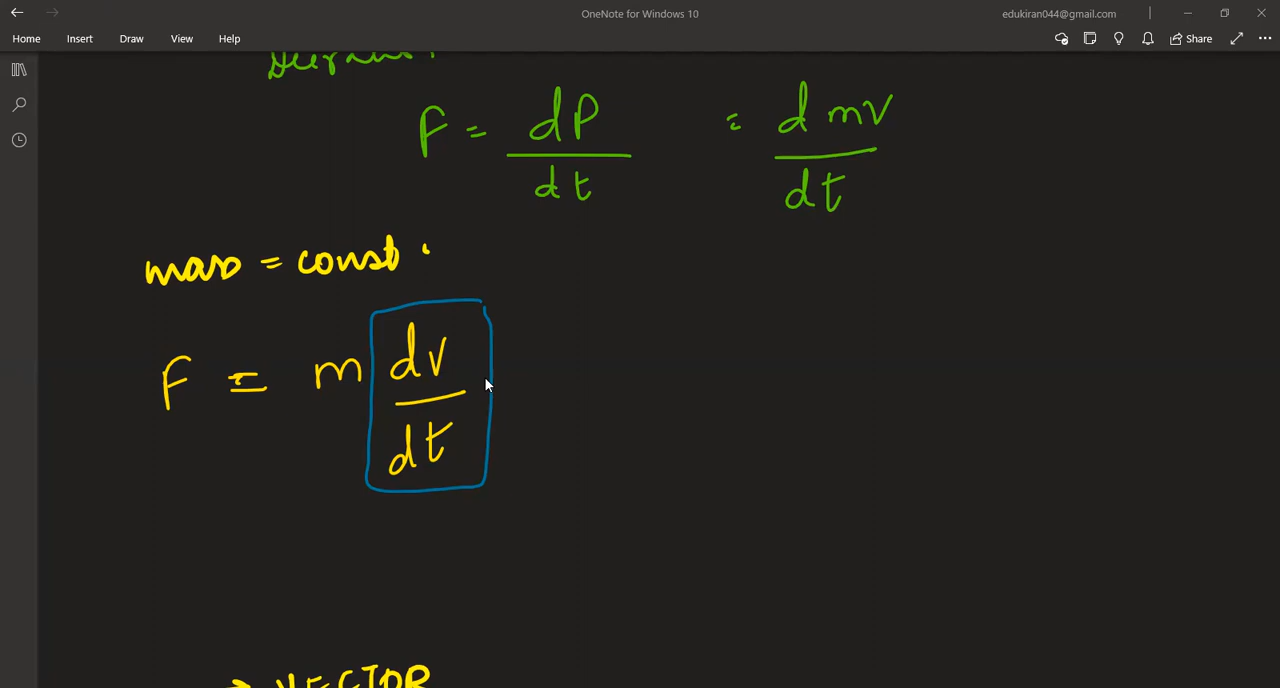 OneNote for Windows 10
edukiran044@gmail.com
Home Insert Draw View Help
Share
F = dP / dt = d mv / dt
mass = const.
F = m dv / dt
→ VECTOR